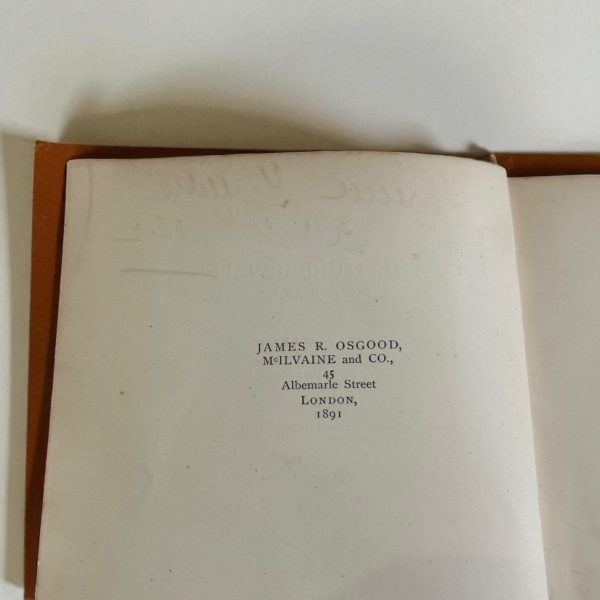 JAMES R. OSGOOD,
McILVAINE and CO.,
45
Albemarle Street
London,
1891